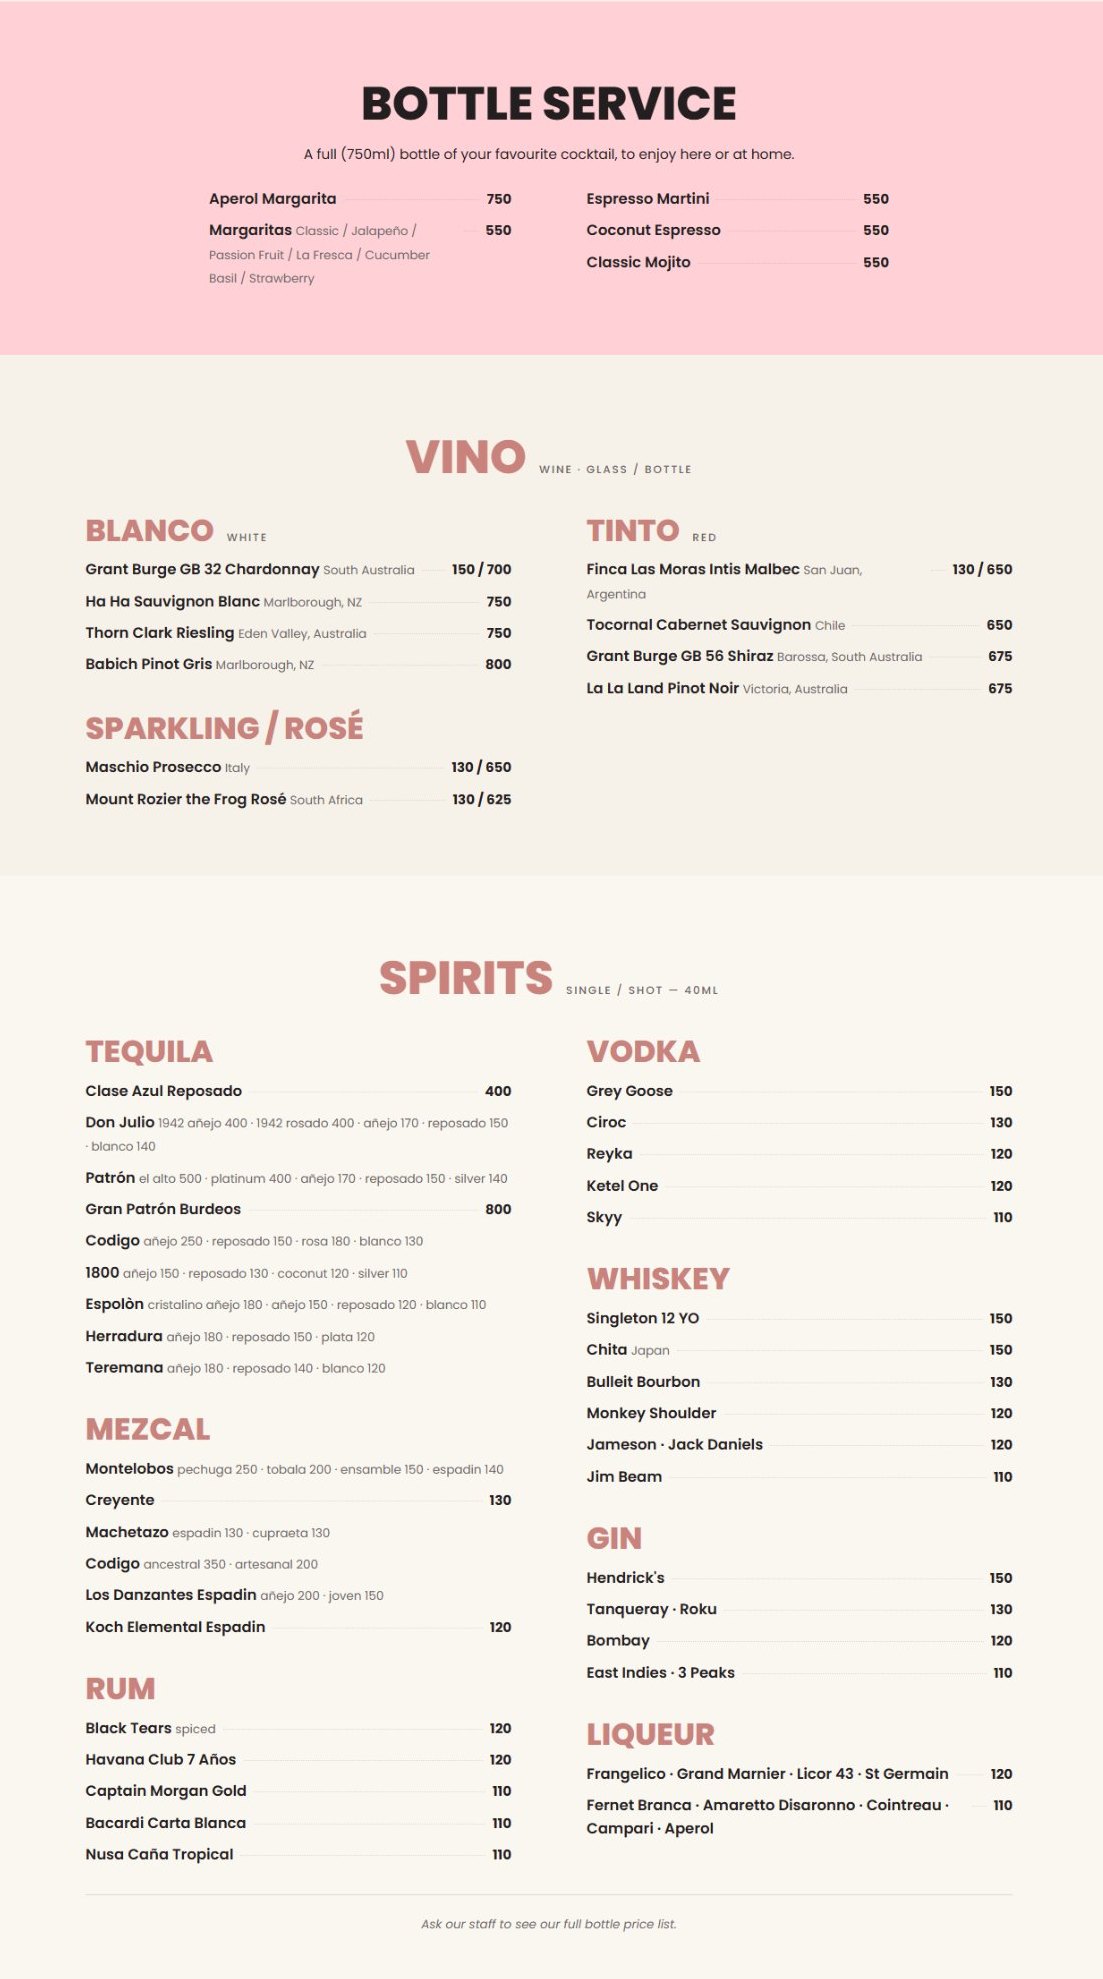 BOTTLE SERVICE
A full (750ml) bottle of your favourite cocktail, to enjoy here or at home.
Aperol Margarita 750
Margaritas Classic / Jalapeño / 550
Passion Fruit / La Fresca / Cucumber
Basil / Strawberry
Espresso Martini 550
Coconut Espresso 550
Classic Mojito 550
VINO WINE · GLASS / BOTTLE
BLANCO WHITE
Grant Burge GB 32 Chardonnay South Australia 150 / 700
Ha Ha Sauvignon Blanc Marlborough, NZ 750
Thorn Clark Riesling Eden Valley, Australia 750
Babich Pinot Gris Marlborough, NZ 800
SPARKLING / ROSÉ
Maschio Prosecco Italy 130 / 650
Mount Rozier the Frog Rosé South Africa 130 / 625
TINTO RED
Finca Las Moras Intis Malbec San Juan, 130 / 650
Argentina
Tocornal Cabernet Sauvignon Chile 650
Grant Burge GB 56 Shiraz Barossa, South Australia 675
La La Land Pinot Noir Victoria, Australia 675
SPIRITS SINGLE / SHOT — 40ML
TEQUILA
Clase Azul Reposado 400
Don Julio 1942 añejo 400 · 1942 rosado 400 · añejo 170 · reposado 150
· blanco 140
Patrón el alto 500 · platinum 400 · añejo 170 · reposado 150 · silver 140
Gran Patrón Burdeos 800
Codigo añejo 250 · reposado 150 · rosa 180 · blanco 130
1800 añejo 150 · reposado 130 · coconut 120 · silver 110
Espolòn cristalino añejo 180 · añejo 150 · reposado 120 · blanco 110
Herradura añejo 180 · reposado 150 · plata 120
Teremana añejo 180 · reposado 140 · blanco 120
MEZCAL
Montelobos pechuga 250 · tobala 200 · ensamble 150 · espadin 140
Creyente 130
Machetazo espadin 130 · cupraeta 130
Codigo ancestral 350 · artesanal 200
Los Danzantes Espadin añejo 200 · joven 150
Koch Elemental Espadin 120
RUM
Black Tears spiced 120
Havana Club 7 Años 120
Captain Morgan Gold 110
Bacardi Carta Blanca 110
Nusa Caña Tropical 110
VODKA
Grey Goose 150
Ciroc 130
Reyka 120
Ketel One 120
Skyy 110
WHISKEY
Singleton 12 YO 150
Chita Japan 150
Bulleit Bourbon 130
Monkey Shoulder 120
Jameson · Jack Daniels 120
Jim Beam 110
GIN
Hendrick's 150
Tanqueray · Roku 130
Bombay 120
East Indies · 3 Peaks 110
LIQUEUR
Frangelico · Grand Marnier · Licor 43 · St Germain 120
Fernet Branca · Amaretto Disaronno · Cointreau · 110
Campari · Aperol
Ask our staff to see our full bottle price list.